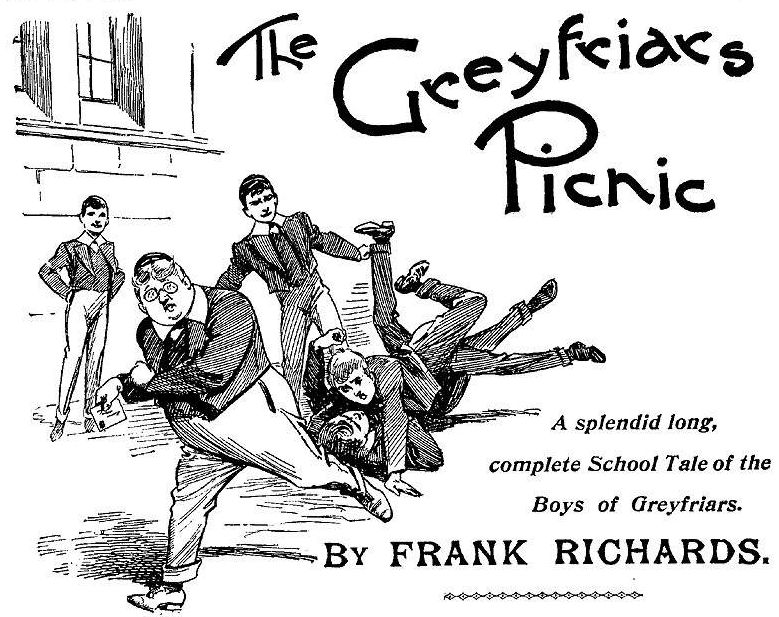 The Greyfriars
Picnic
A splendid long,
complete School Tale of the
Boys of Greyfriars.
BY FRANK RICHARDS.